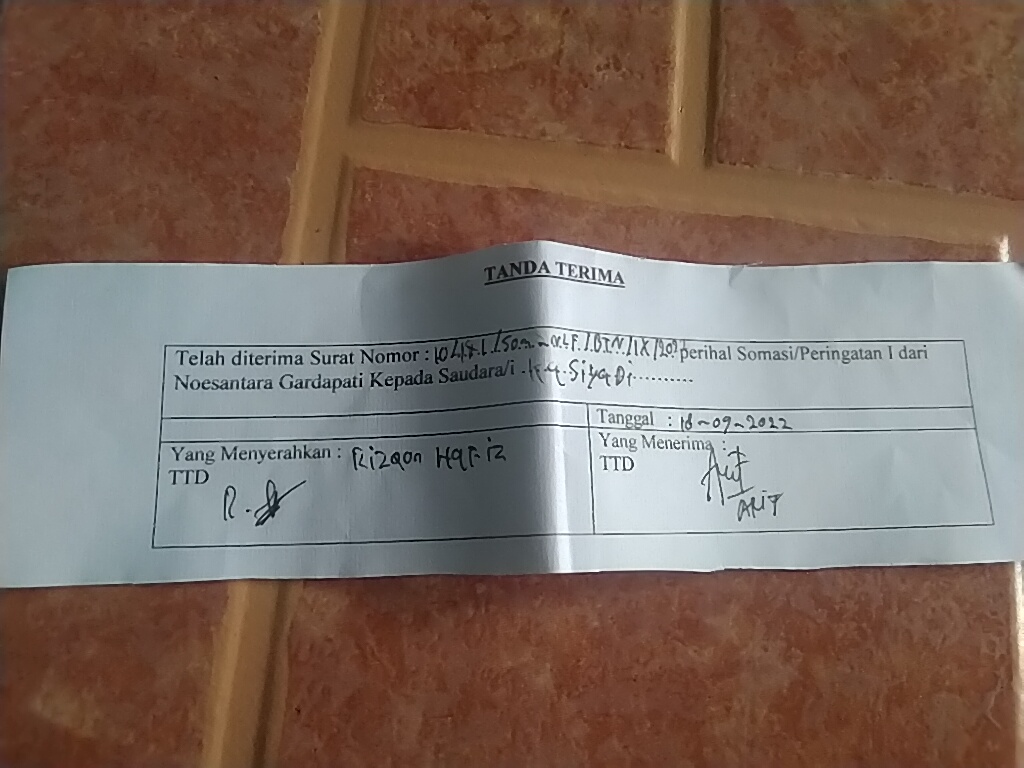 TANDA TERIMA
Telah diterima Surat Nomor : perihal Somasi/Peringatan I dari
Noesantara Gardapati Kepada Saudara/i
Tanggal : 18-09-2022
Yang Menyerahkan : Rizqon Hafiz
Yang Menerima :
TTD
TTD
ARIF